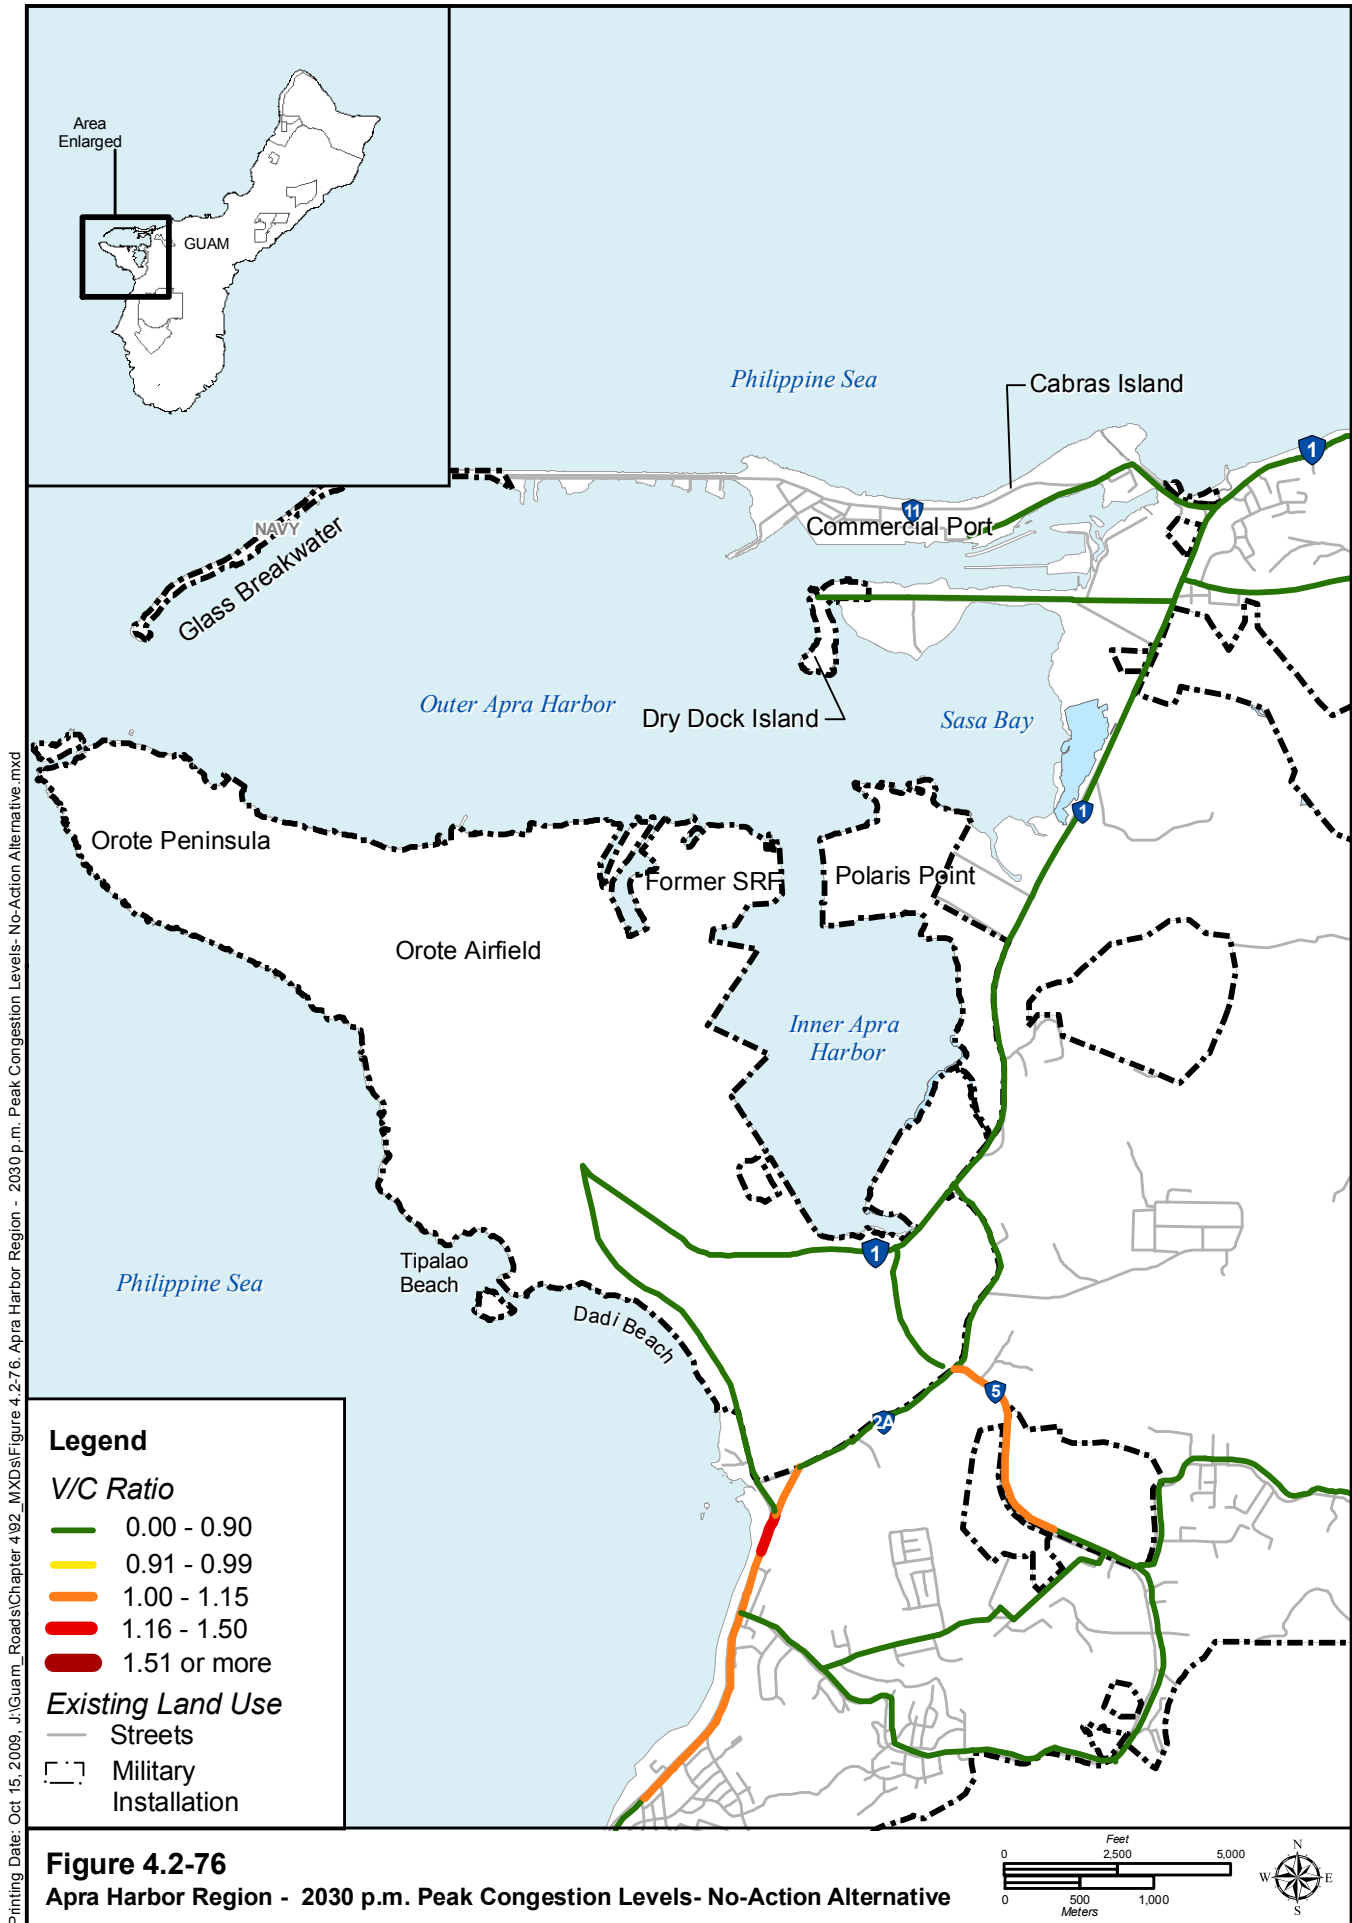 Area
Enlarged
GUAM
Philippine Sea
Cabras Island
1
11
Commercial Port
NAVY
Glass Breakwater
Outer Apra Harbor
Dry Dock Island
Sasa Bay
1
Orote Peninsula
Former SRF
Polaris Point
Orote Airfield
Inner Apra
Harbor
1
Tipalao
Beach
Philippine Sea
Dadi Beach
5
2A
Legend
V/C Ratio
0.00 - 0.90
0.91 - 0.99
1.00 - 1.15
1.16 - 1.50
1.51 or more
Existing Land Use
Streets
Military
Installation
Printing Date: Oct 15, 2009, J:\Guam_Roads\Chapter 4\92_MXDs\Figure 4.2-76. Apra Harbor Region - 2030 p.m. Peak Congestion Levels- No-Action Alternative.mxd
Figure 4.2-76
Apra Harbor Region - 2030 p.m. Peak Congestion Levels- No-Action Alternative
Feet
0 2,500 5,000
0 500 1,000
Meters
N
W E
S